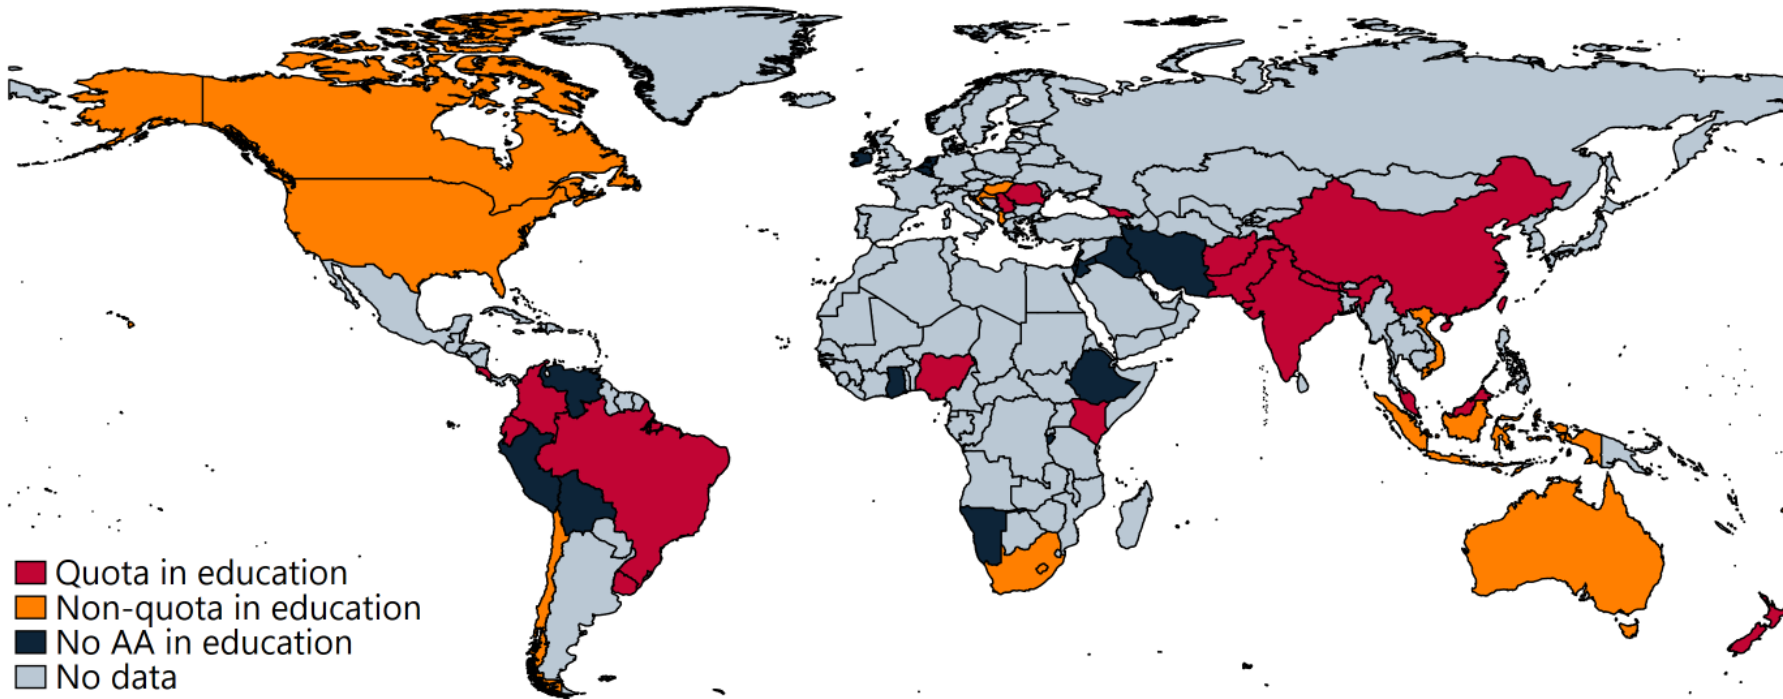 Quota in education
Non-quota in education
No AA in education
No data